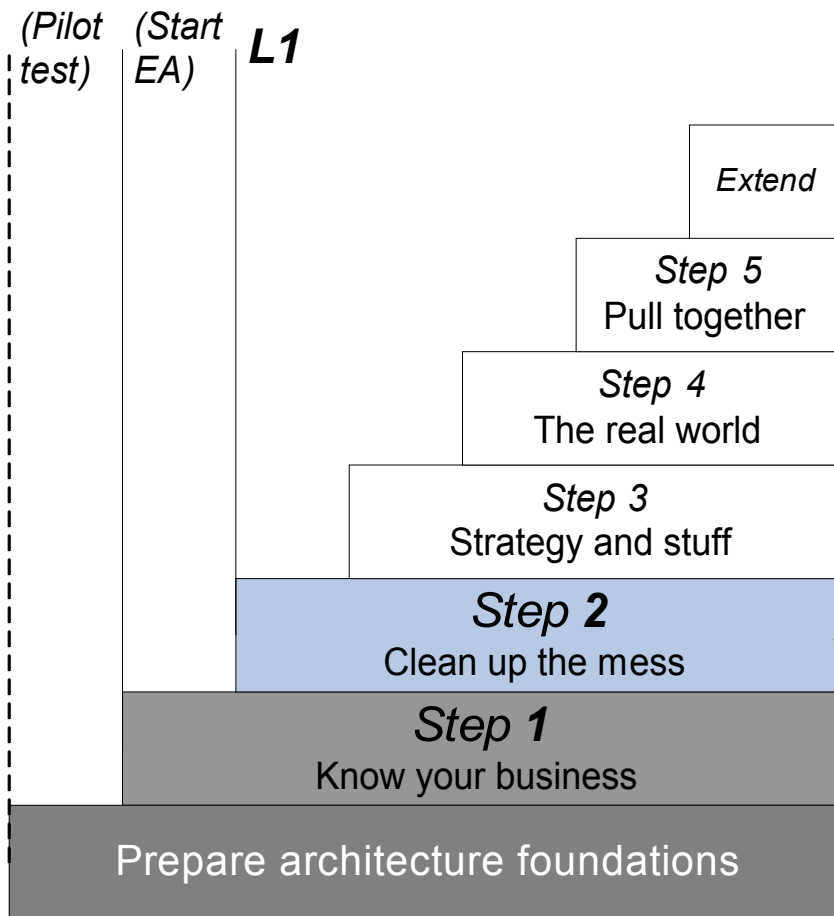 (Pilot test)
(Start EA)
L1
Extend
Step 5
Pull together
Step 4
The real world
Step 3
Strategy and stuff
Step 2
Clean up the mess
Step 1
Know your business
Prepare architecture foundations